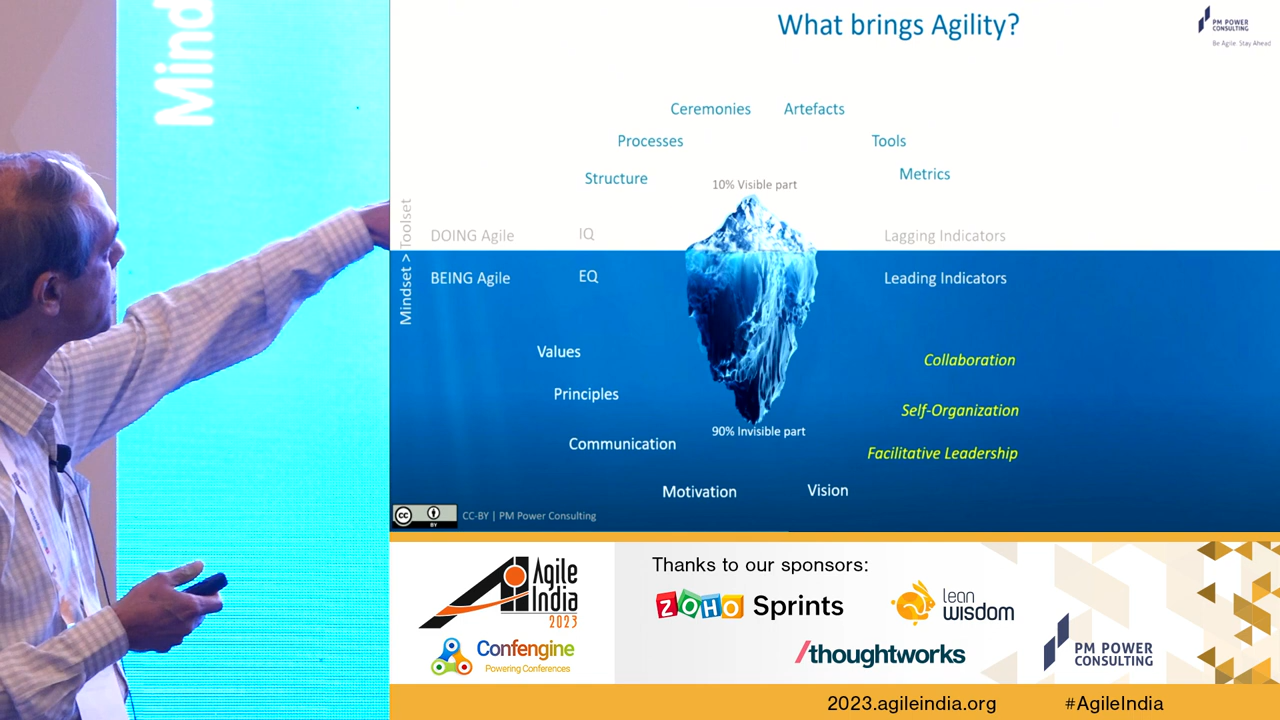 Mind
What brings Agility?
PM POWER
CONSULTING
Be Agile Stay Ahead
Ceremonies
Artefacts
Processes
Tools
Structure
Metrics
10% Visible part
Mindset > Toolset
DOING Agile
IQ
Lagging Indicators
BEING Agile
EQ
Leading Indicators
Values
Collaboration
Principles
Self-Organization
90% Invisible part
Communication
Facilitative Leadership
Motivation
Vision
cc
BY
CC-BY | PM Power Consulting
Agile
India
2023
Confengine
Powering Conferences
Thanks to our sponsors:
ZOHO Sprints
lean
wisdom
/thoughtworks
PM POWER
CONSULTING
2023.agileindia.org
#AgileIndia